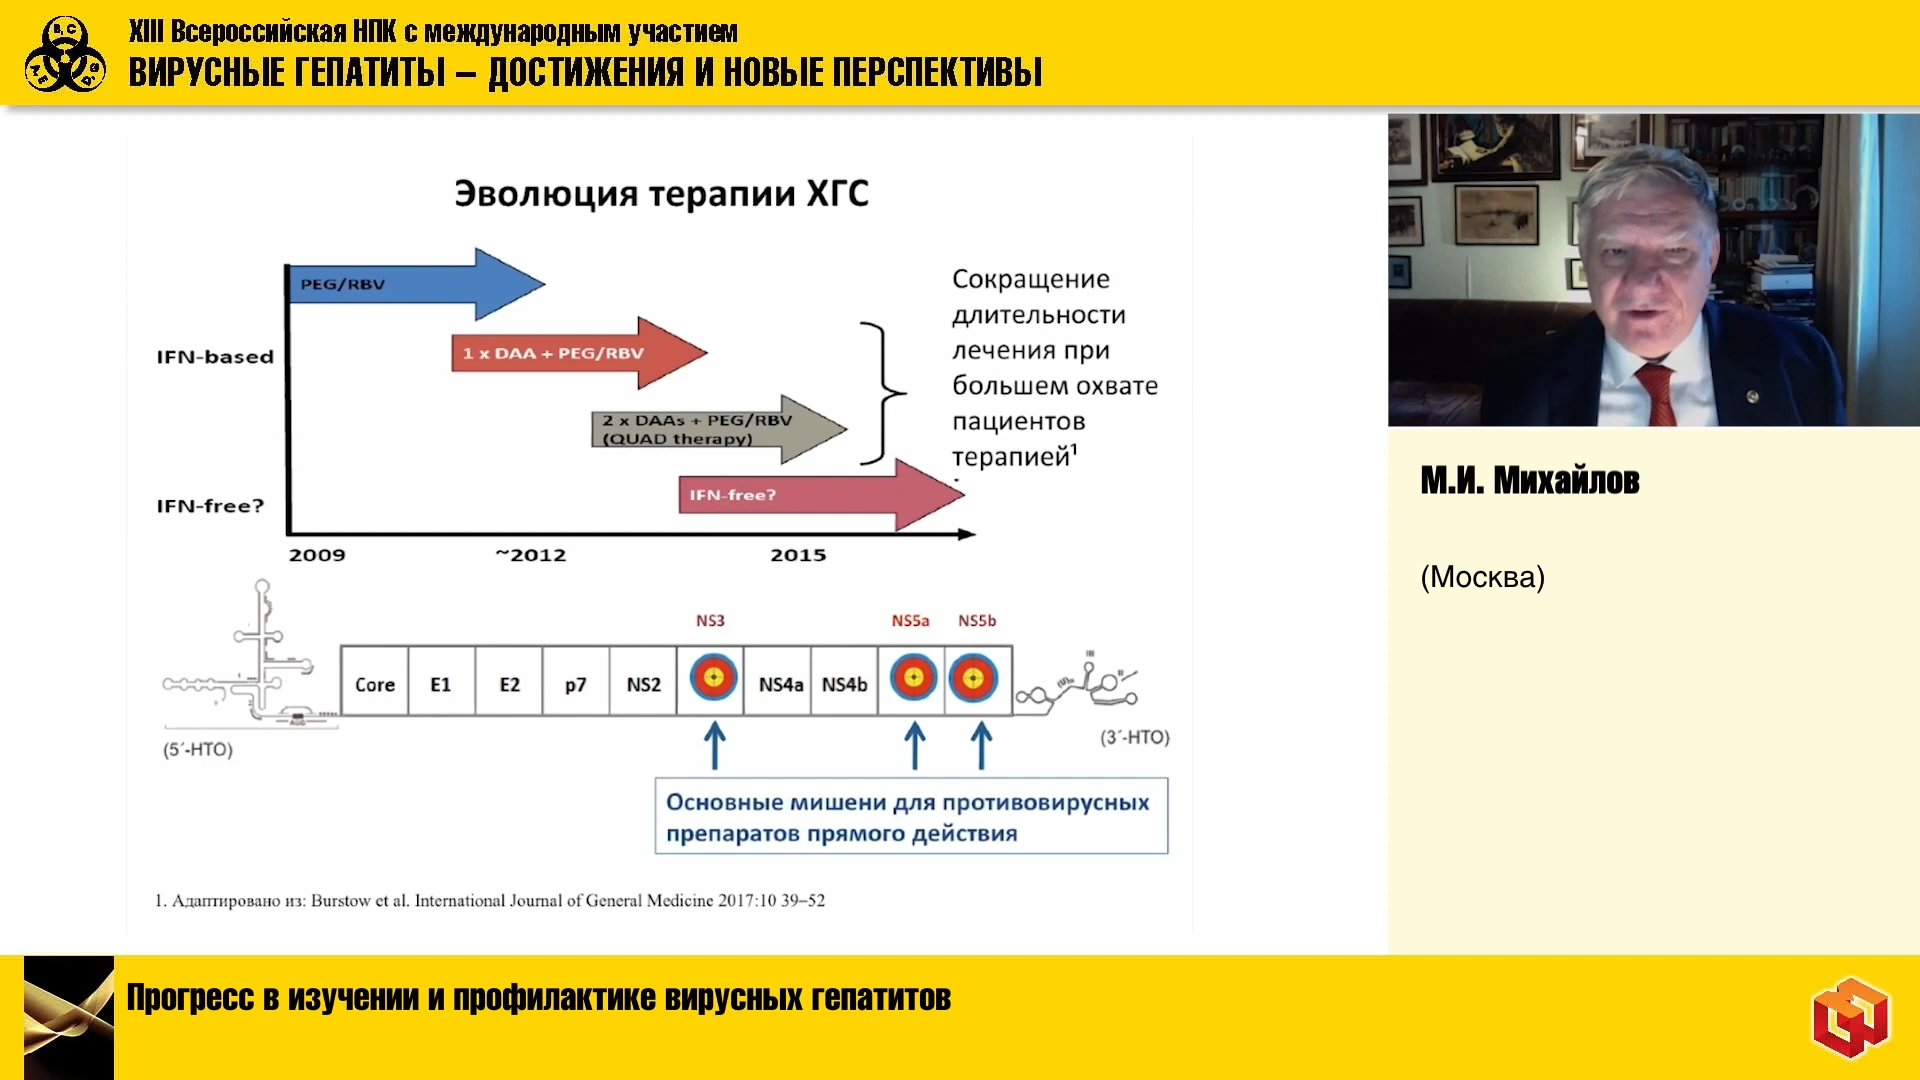 XIII Всероссийская НПК с международным участием
ВИРУСНЫЕ ГЕПАТИТЫ – ДОСТИЖЕНИЯ И НОВЫЕ ПЕРСПЕКТИВЫ
Эволюция терапии ХГС
PEG/RBV
IFN-based
1 x DAA + PEG/RBV
2 x DAAs + PEG/RBV
(QUAD therapy)
IFN-free?
IFN-free?
2009
~2012
2015
Сокращение
длительности
лечения при
большем охвате
пациентов
терапией¹
М.И. Михайлов
(Москва)
NS3
NS5a
NS5b
Core
E1
E2
p7
NS2
NS4a
NS4b
(5´-НТО)
(3´-НТО)
Основные мишени для противовирусных
препаратов прямого действия
1. Адаптировано из: Burstow et al. International Journal of General Medicine 2017:10 39–52
Прогресс в изучении и профилактике вирусных гепатитов